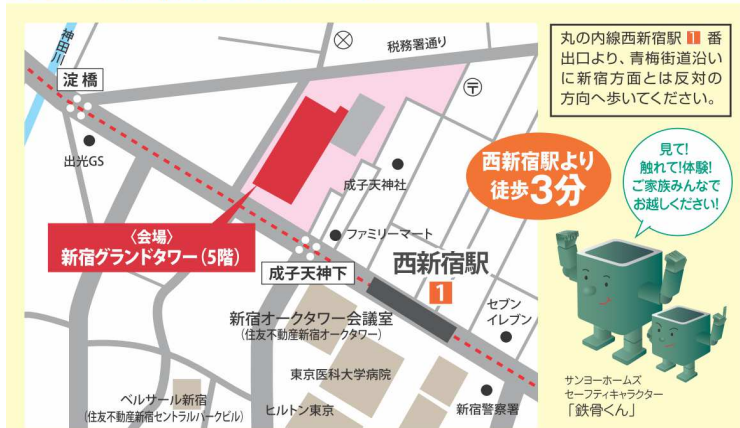 神田川
淀橋
税務署通り
出光GS
成子天神社
ファミリーマート
〈会場〉
新宿グランドタワー(5階)
成子天神下
西新宿駅
1
西新宿駅より
徒歩3分
セブン
イレブン
新宿オークタワー会議室
(住友不動産新宿オークタワー)
東京医科大学病院
ベルサール新宿
(住友不動産新宿セントラルパークビル)
ヒルトン東京
新宿警察署
丸の内線西新宿駅 1 番
出口より、青梅街道沿い
に新宿方面とは反対の
方向へ歩いてください。
見て!
触れて!体験!
ご家族みんなで
お越しください!
サンヨーホームズ
セーフティキャラクター
「鉄骨くん」